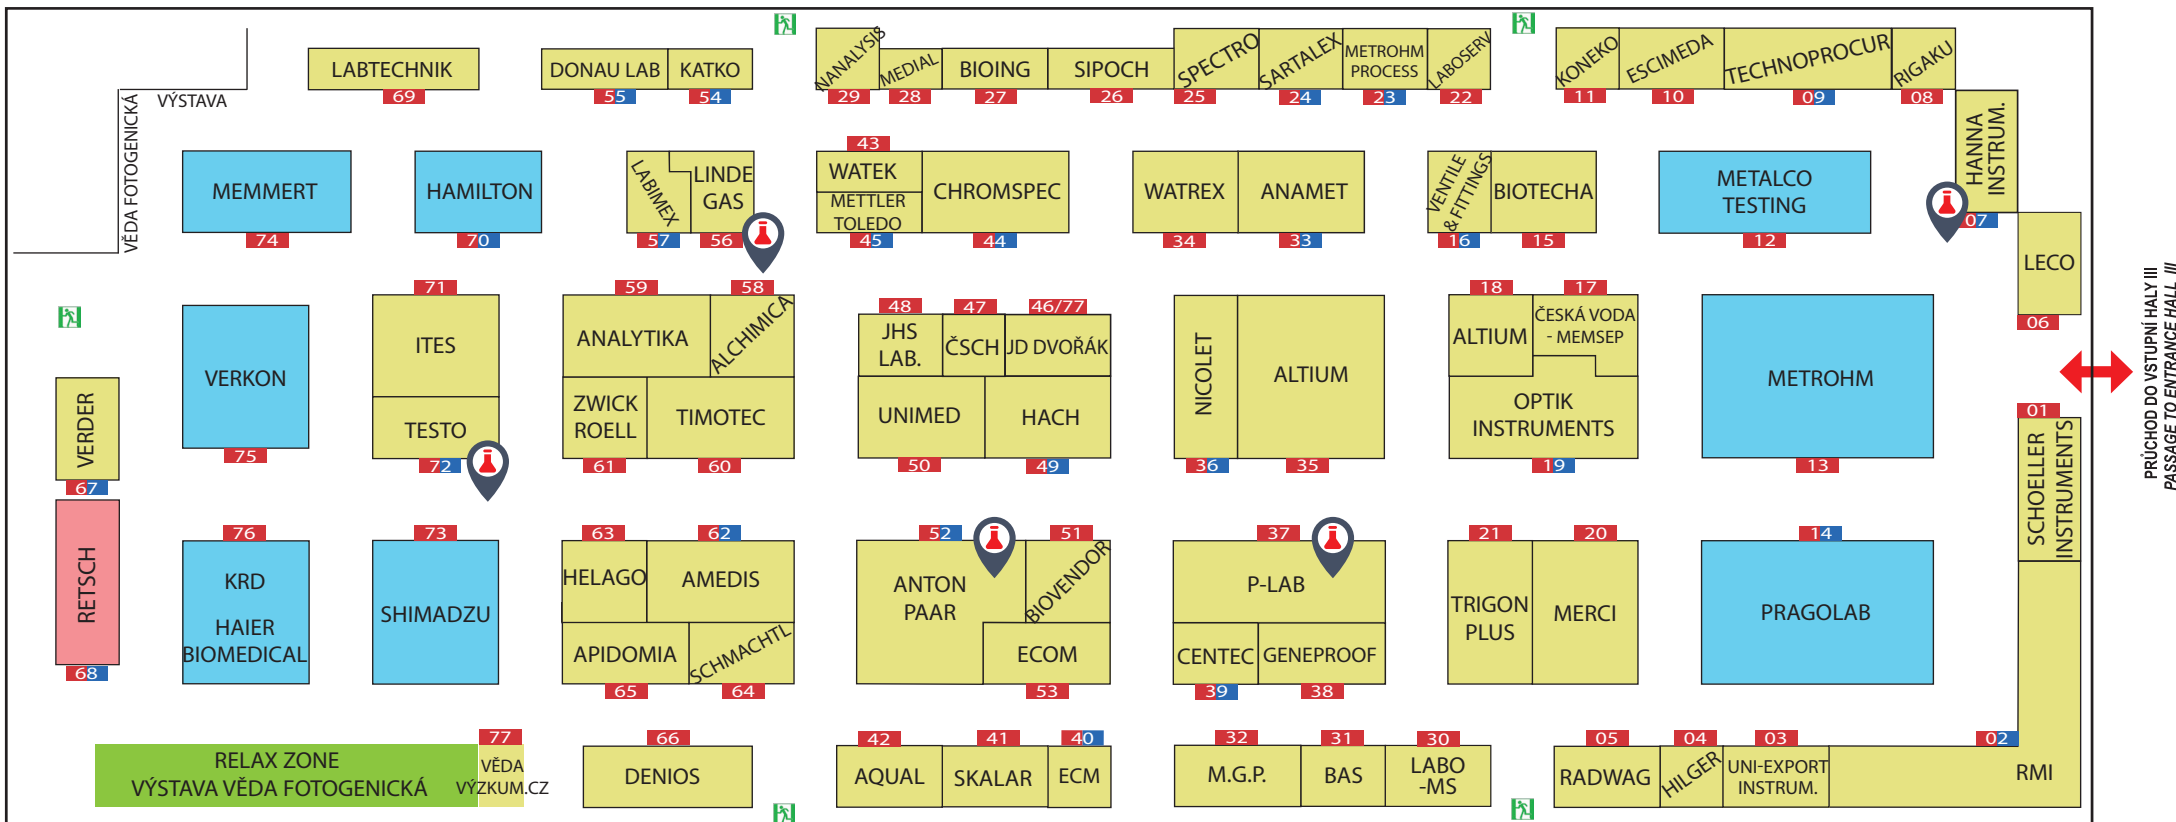 LABTECHNIK
69
DONAU LAB
55
KATKO
54
NANALYSIS
29
MEDIAL
28
BIOING
27
SIPOCH
26
SPECTRO
25
SARTALEX
24
METROHM
PROCESS
23
LABOSERV
22
KONEKO
11
ESCIMEDA
10
TECHNOPROCUR
09
RIGAKU
08
VÝSTAVA
VĚDA FOTOGENICKÁ
MEMMERT
74
HAMILTON
70
LABIMEX
57
LINDE
GAS
56
43
WATEK
METTLER
TOLEDO
45
CHROMSPEC
44
WATREX
34
ANAMET
33
VENTILE
& FITTINGS
16
BIOTECHA
15
METALCO
TESTING
12
HANNA
INSTRUM.
07
LECO
06
VERKON
75
71
ITES
TESTO
72
59
ANALYTIKA
58
ALCHIMICA
ZWICK
ROELL
61
TIMOTEC
60
48
JHS
LAB.
47
ČSCH
46/77
JD DVOŘÁK
UNIMED
50
HACH
49
NICOLET
36
ALTIUM
35
18
ALTIUM
17
ČESKÁ VODA
- MEMSEP
OPTIK
INSTRUMENTS
19
METROHM
13
PRŮCHOD DO VSTUPNÍ HALY III
PASSAGE TO ENTRANCE HALL III
01
SCHOELLER
INSTRUMENTS
VERDER
67
RETSCH
68
76
KRD
HAIER
BIOMEDICAL
73
SHIMADZU
63
HELAGO
62
AMEDIS
APIDOMIA
65
SCHMACHTL
64
52
ANTON
PAAR
51
BIOVENDOR
ECOM
53
37
P-LAB
CENTEC
39
GENEPROOF
38
21
TRIGON
PLUS
20
MERCI
14
PRAGOLAB
RELAX ZONE
VÝSTAVA VĚDA FOTOGENICKÁ
77
VĚDA
VÝZKUM.CZ
66
DENIOS
42
AQUAL
41
SKALAR
40
ECM
32
M.G.P.
31
BAS
30
LABO
-MS
05
RADWAG
04
HILGER
03
UNI-EXPORT
INSTRUM.
02
RMI